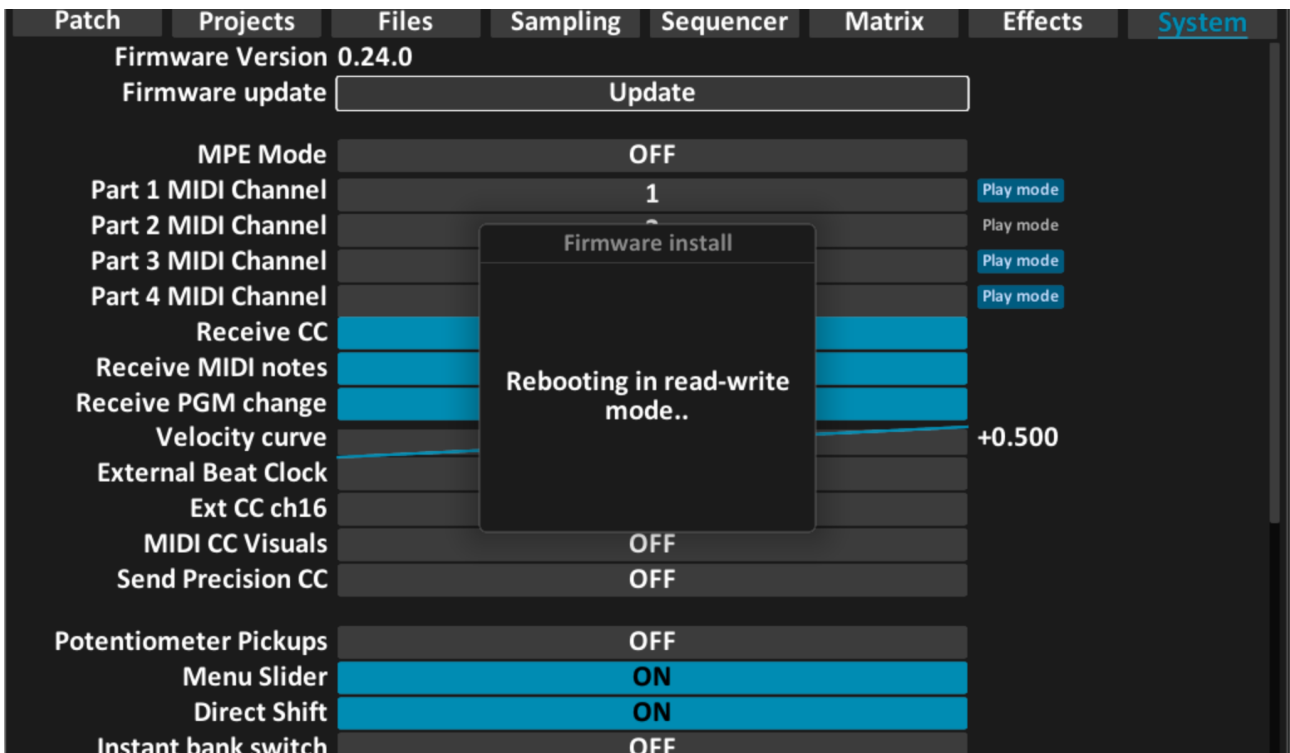 Patch Projects Files Sampling Sequencer Matrix Effects System
Firmware Version 0.24.0
Firmware update Update
MPE Mode OFF
Part 1 MIDI Channel 1 Play mode
Part 2 MIDI Channel Play mode
Firmware install
Part 3 MIDI Channel Play mode
Part 4 MIDI Channel Play mode
Receive CC
Receive MIDI notes
Rebooting in read-write
mode..
Receive PGM change
Velocity curve +0.500
External Beat Clock
Ext CC ch16
MIDI CC Visuals OFF
Send Precision CC OFF
Potentiometer Pickups OFF
Menu Slider ON
Direct Shift ON
Instant bank switch OFF